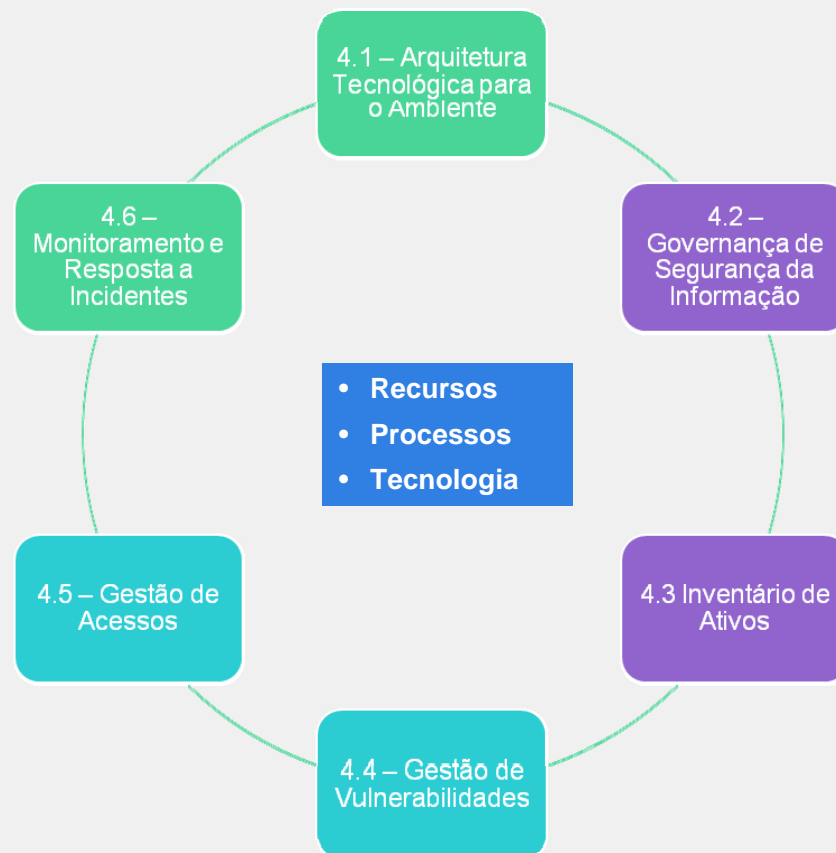 4.1 – Arquitetura
Tecnológica para
o Ambiente
4.2 –
Governança de
Segurança da
Informação
4.3 Inventário de
Ativos
4.4 – Gestão de
Vulnerabilidades
4.5 – Gestão de
Acessos
4.6 –
Monitoramento e
Resposta a
Incidentes
• Recursos
• Processos
• Tecnologia